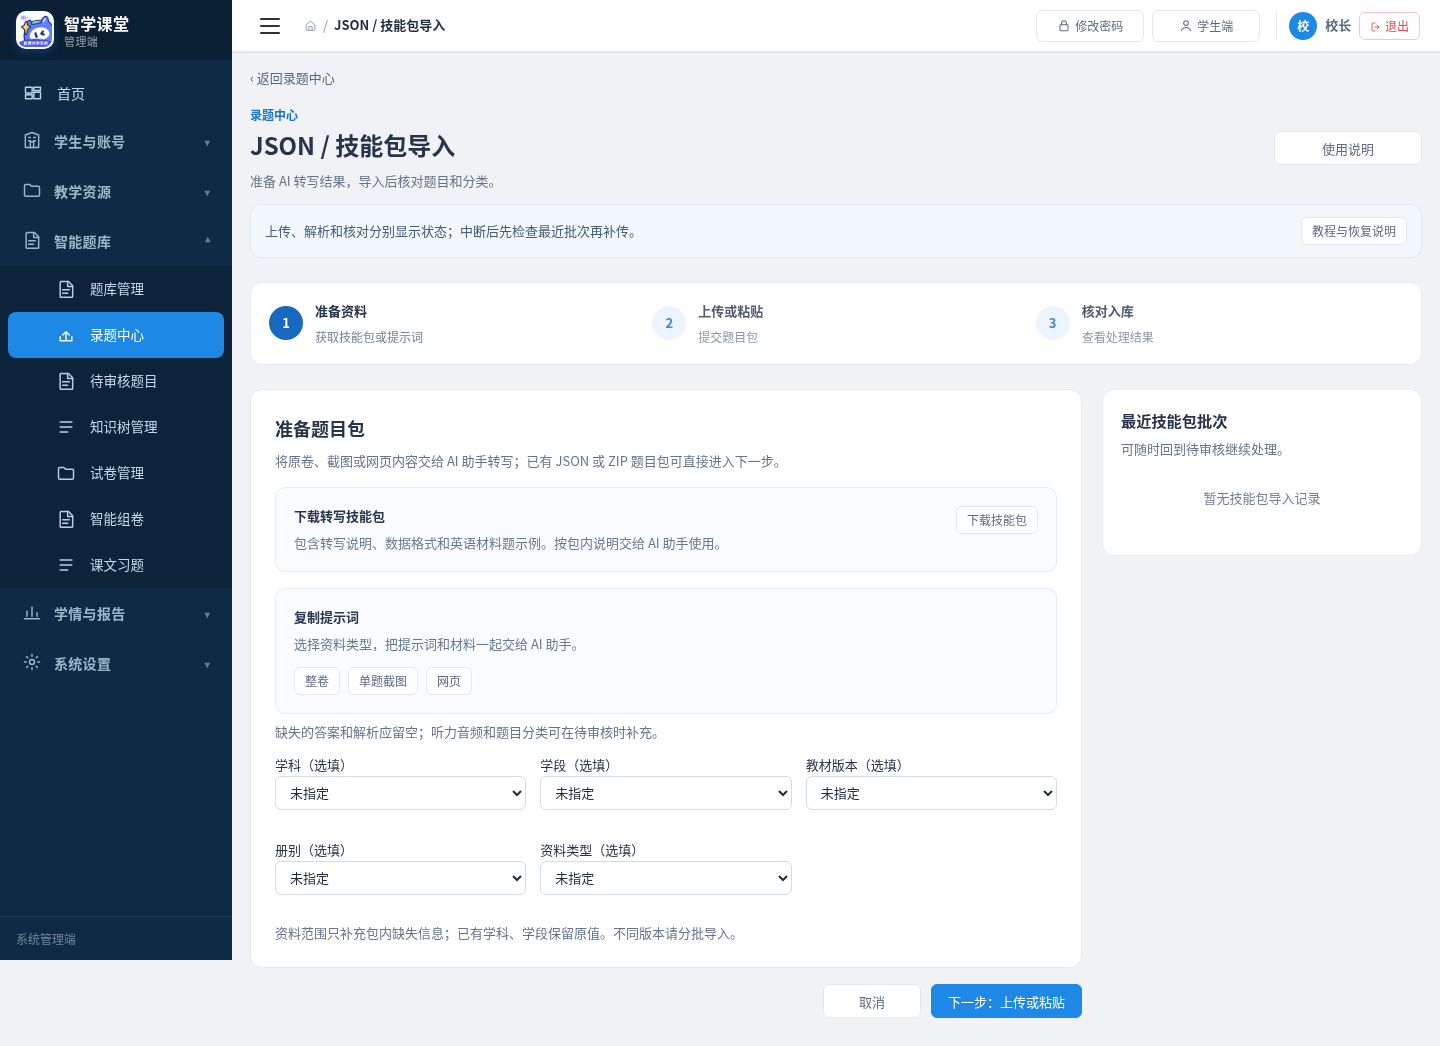 智学课堂
管理端
首页
学生与账号
教学资源
智能题库
题库管理
录题中心
待审核题目
知识树管理
试卷管理
智能组卷
课文习题
学情与报告
系统设置
系统管理端
/ JSON / 技能包导入
修改密码
学生端
校 校长
退出
‹ 返回录题中心
录题中心
JSON / 技能包导入
准备 AI 转写结果，导入后核对题目和分类。
使用说明
上传、解析和核对分别显示状态；中断后先检查最近批次再补传。
教程与恢复说明
1 准备资料
获取技能包或提示词
2 上传或粘贴
提交题目包
3 核对入库
查看处理结果
准备题目包
将原卷、截图或网页内容交给 AI 助手转写；已有 JSON 或 ZIP 题目包可直接进入下一步。
下载转写技能包
包含转写说明、数据格式和英语材料题示例。按包内说明交给 AI 助手使用。
下载技能包
复制提示词
选择资料类型，把提示词和材料一起交给 AI 助手。
整卷 单题截图 网页
缺失的答案和解析应留空；听力音频和题目分类可在待审核时补充。
学科（选填） 学段（选填） 教材版本（选填）
未指定 未指定 未指定
册别（选填） 资料类型（选填）
未指定 未指定
资料范围只补充包内缺失信息；已有学科、学段保留原值。不同版本请分批导入。
取消 下一步：上传或粘贴
最近技能包批次
可随时回到待审核继续处理。
暂无技能包导入记录